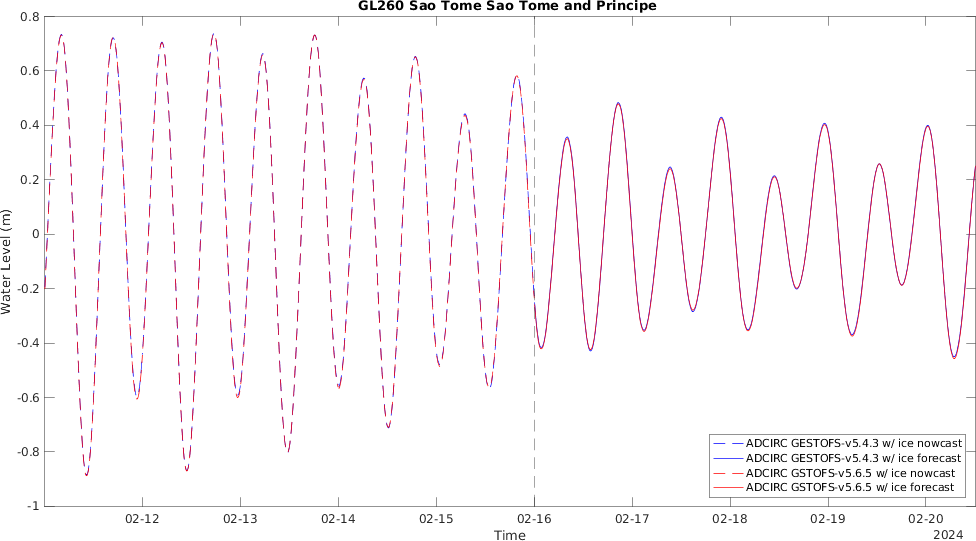 GL260 Sao Tome Sao Tome and Principe
0.8
0.6
0.4
0.2
0
-0.2
-0.4
-0.6
-0.8
-1
Water Level (m)
ADCIRC GESTOFS-v5.4.3 w/ ice nowcast
ADCIRC GESTOFS-v5.4.3 w/ ice forecast
ADCIRC GSTOFS-v5.6.5 w/ ice nowcast
ADCIRC GSTOFS-v5.6.5 w/ ice forecast
02-12 02-13 02-14 02-15 02-16 02-17 02-18 02-19 02-20
Time
2024